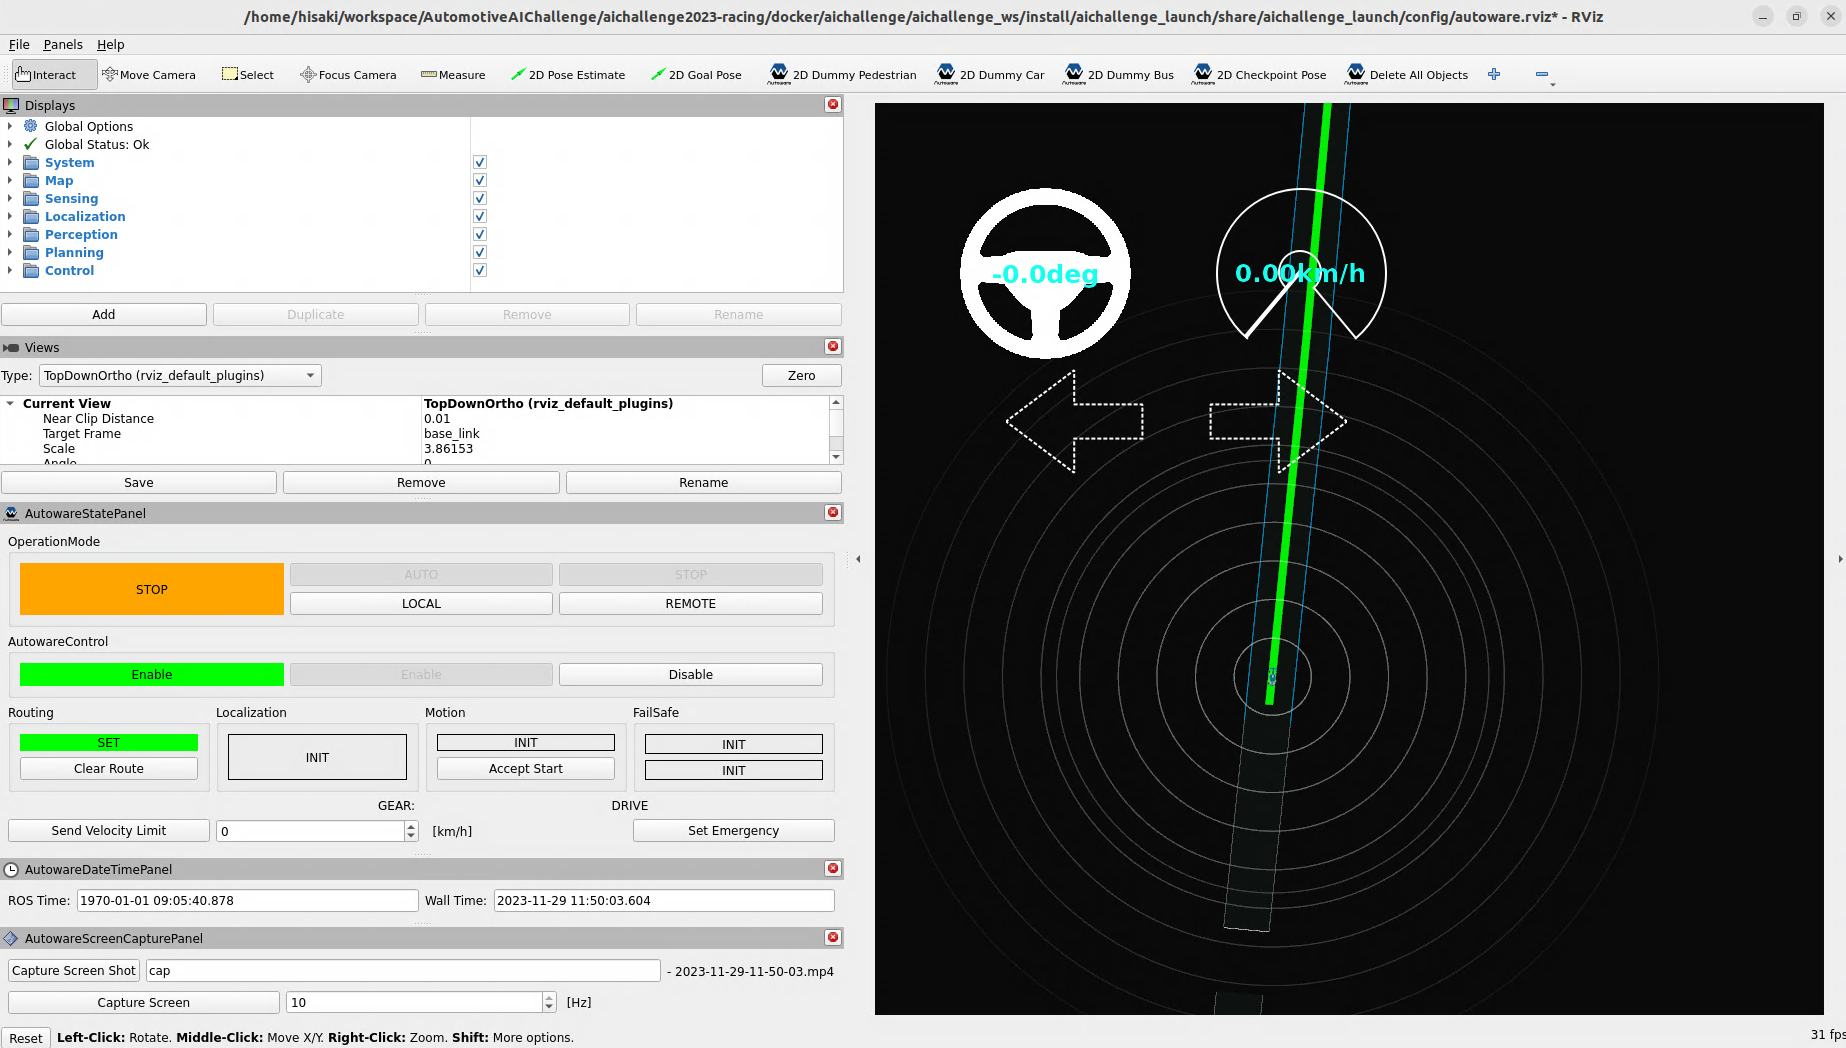 /home/hisaki/workspace/AutomotiveAIChallenge/aichallenge2023-racing/docker/aichallenge/aichallenge_ws/install/aichallenge_launch/share/aichallenge_launch/config/autoware.rviz* - RViz
File Panels Help
Interact Move Camera Select Focus Camera Measure 2D Pose Estimate 2D Goal Pose 2D Dummy Pedestrian 2D Dummy Car 2D Dummy Bus 2D Checkpoint Pose Delete All Objects
Displays
Global Options
Global Status: Ok
System
Map
Sensing
Localization
Perception
Planning
Control
Add Duplicate Remove Rename
Views
Type: TopDownOrtho (rviz_default_plugins) Zero
Current View TopDownOrtho (rviz_default_plugins)
Near Clip Distance 0.01
Target Frame base_link
Scale 3.86153
Angle 0
Save Remove Rename
AutowareStatePanel
OperationMode
STOP AUTO STOP
LOCAL REMOTE
AutowareControl
Enable Enable Disable
Routing Localization Motion FailSafe
SET INIT INIT INIT
Clear Route Accept Start INIT
GEAR: DRIVE
Send Velocity Limit 0 [km/h] Set Emergency
AutowareDateTimePanel
ROS Time: 1970-01-01 09:05:40.878 Wall Time: 2023-11-29 11:50:03.604
AutowareScreenCapturePanel
Capture Screen Shot cap - 2023-11-29-11-50-03.mp4
Capture Screen 10 [Hz]
Reset Left-Click: Rotate. Middle-Click: Move X/Y. Right-Click: Zoom. Shift: More options.
-0.0deg 0.00km/h
31 fps